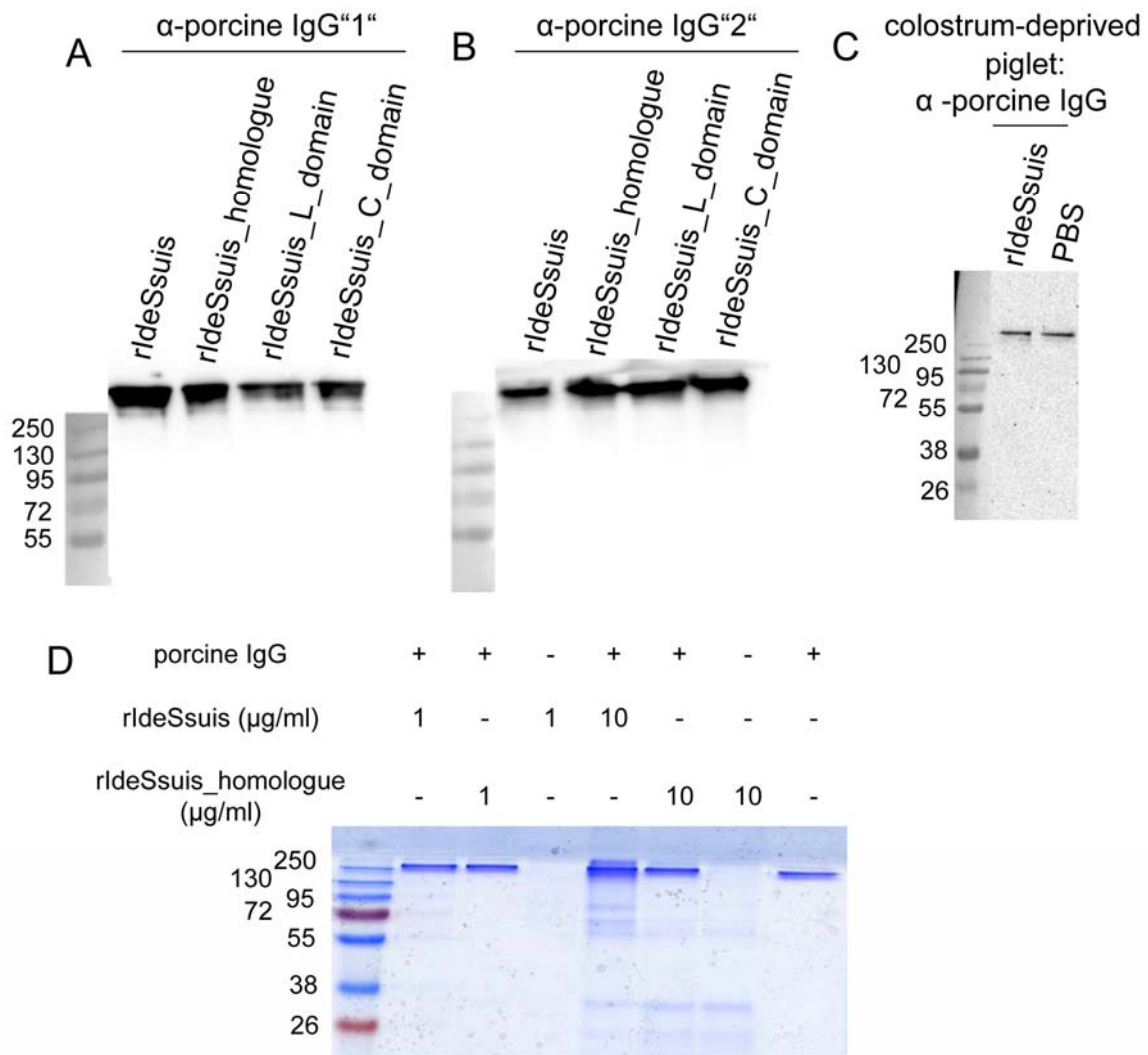 A
α-porcine IgG“1“
rIdeSsuis
rIdeSsuis_homologue
rIdeSsuis_L_domain
rIdeSsuis_C_domain
250
130
95
72
55
B
α-porcine IgG“2“
rIdeSsuis
rIdeSsuis_homologue
rIdeSsuis_L_domain
rIdeSsuis_C_domain
C
colostrum-deprived
piglet:
α -porcine IgG
rIdeSsuis
PBS
250
130
95
72
55
38
26
D
porcine IgG + + - + + - +
rIdeSsuis (µg/ml) 1 - 1 10 - - -
rIdeSsuis_homologue
(µg/ml) - 1 - - 10 10 -
250
130
95
72
55
38
26